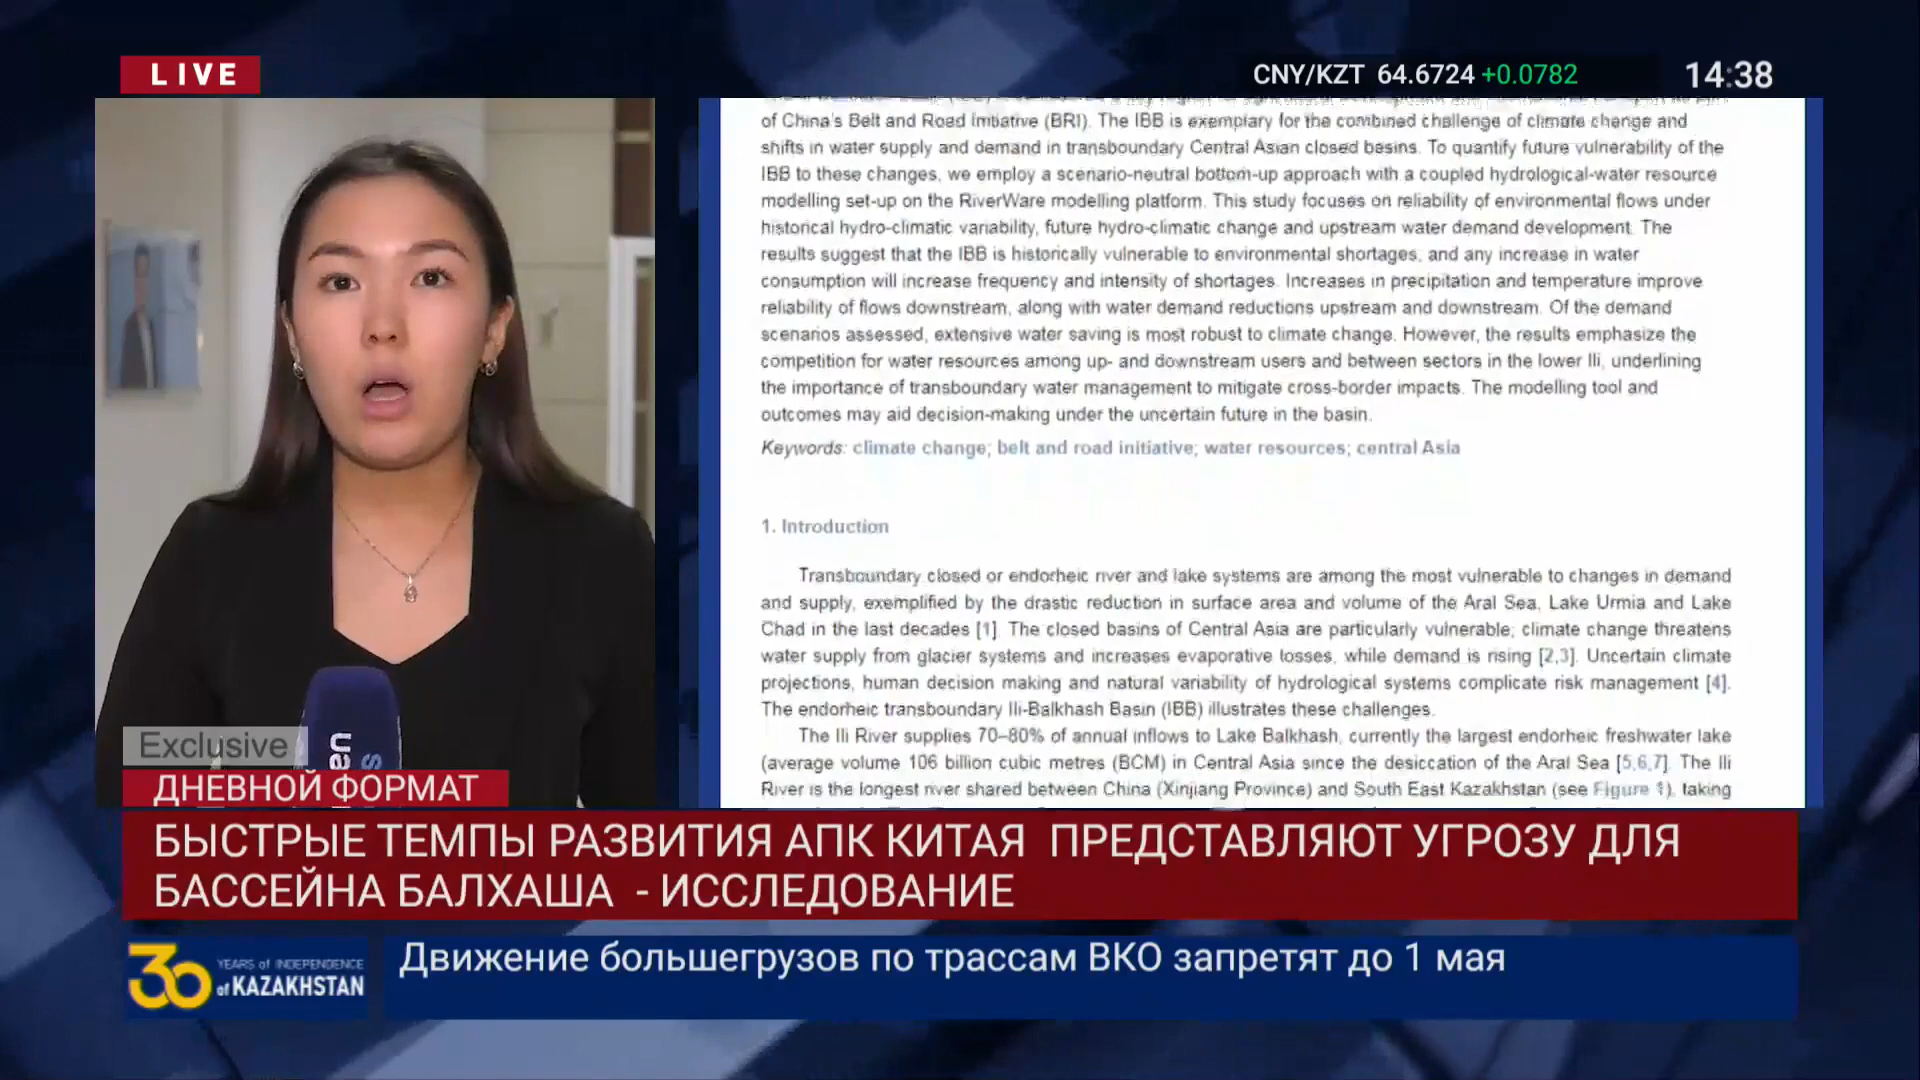 LIVE
CNY/KZT 64.6724 +0.0782
14:38
of China's Belt and Road Initiative (BRI). The IBB is exemplary for the combined challenge of climate change and
shifts in water supply and demand in transboundary Central Asian closed basins. To quantify future vulnerability of the
IBB to these changes, we employ a scenario-neutral bottom-up approach with a coupled hydrological-water resource
modelling set-up on the RiverWare modelling platform. This study focuses on reliability of environmental flows under
historical hydro-climatic variability, future hydro-climatic change and upstream water demand development. The
results suggest that the IBB is historically vulnerable to environmental shortages, and any increase in water
consumption will increase frequency and intensity of shortages. Increases in precipitation and temperature improve
reliability of flows downstream, along with water demand reductions upstream and downstream. Of the demand
scenarios assessed, extensive water saving is most robust to climate change. However, the results emphasize the
competition for water resources among up- and downstream users and between sectors in the lower Ili, underlining
the importance of transboundary water management to mitigate cross-border impacts. The modelling tool and
outcomes may aid decision-making under the uncertain future in the basin.
Keywords: climate change; belt and road initiative; water resources; central Asia
1. Introduction
Transboundary closed or endorheic river and lake systems are among the most vulnerable to changes in demand
and supply, exemplified by the drastic reduction in surface area and volume of the Aral Sea, Lake Urmia and Lake
Chad in the last decades [1]. The closed basins of Central Asia are particularly vulnerable; climate change threatens
water supply from glacier systems and increases evaporative losses, while demand is rising [2,3]. Uncertain climate
projections, human decision making and natural variability of hydrological systems complicate risk management [4].
The endorheic transboundary Ili-Balkhash Basin (IBB) illustrates these challenges.
The Ili River supplies 70–80% of annual inflows to Lake Balkhash, currently the largest endorheic freshwater lake
(average volume 106 billion cubic metres (BCM) in Central Asia since the desiccation of the Aral Sea [5,6,7]. The Ili
River is the longest river shared between China (Xinjiang Province) and South East Kazakhstan (see Figure 1), taking
Exclusive
ДНЕВНОЙ ФОРМАТ
БЫСТРЫЕ ТЕМПЫ РАЗВИТИЯ АПК КИТАЯ ПРЕДСТАВЛЯЮТ УГРОЗУ ДЛЯ
БАССЕЙНА БАЛХАША - ИССЛЕДОВАНИЕ
30 YEARS of INDEPENDENCE
of KAZAKHSTAN
Движение большегрузов по трассам ВКО запретят до 1 мая